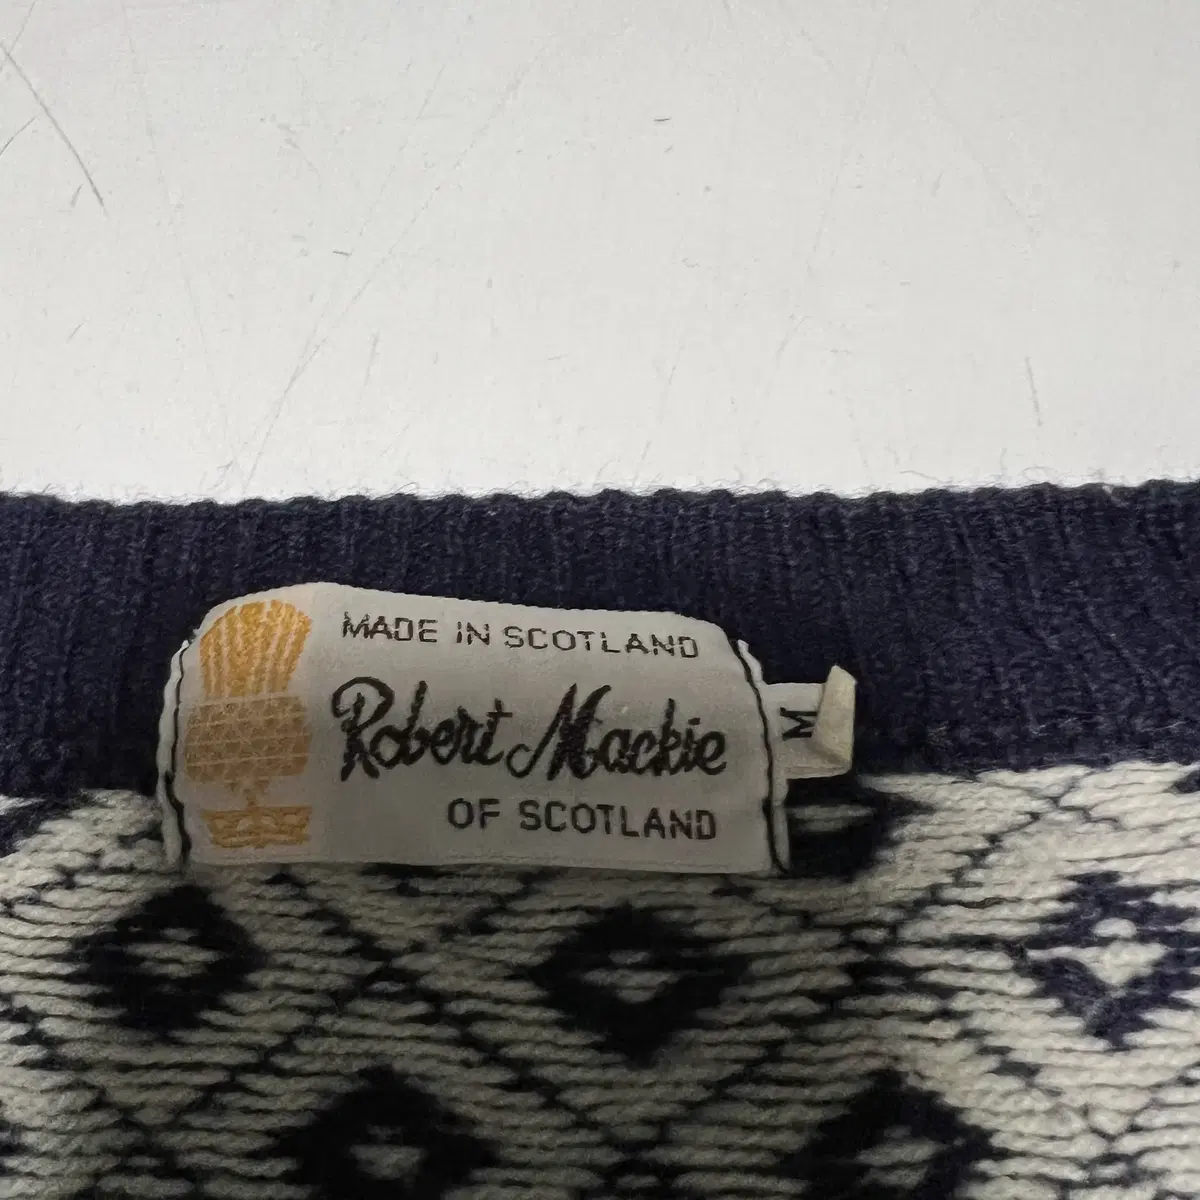 MADE IN SCOTLAND
Robert Mackie
OF SCOTLAND
M